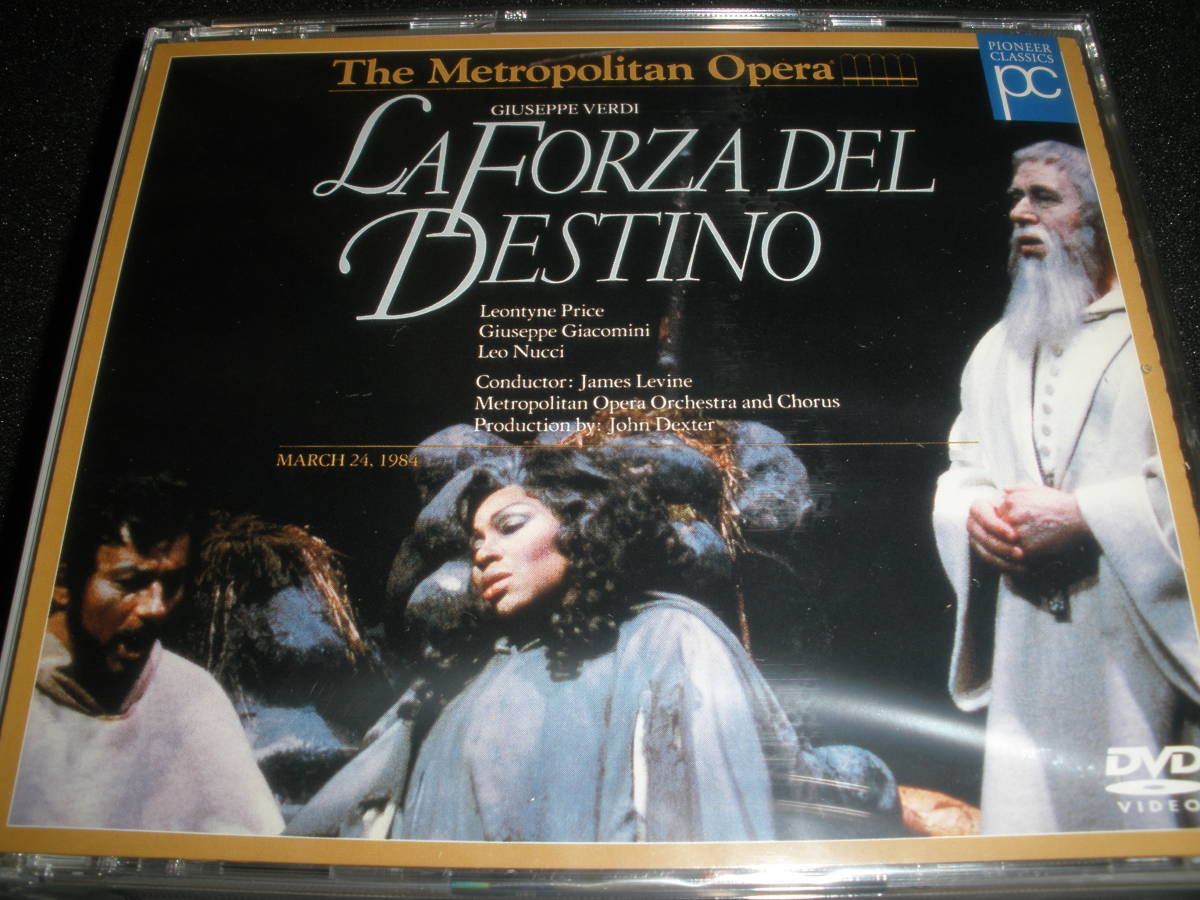 The Metropolitan Opera
PIONEER
CLASSICS
pc
GIUSEPPE VERDI
LA FORZA DEL
DESTINO
Leontyne Price
Giuseppe Giacomini
Leo Nucci
Conductor: James Levine
Metropolitan Opera Orchestra and Chorus
Production by: John Dexter
MARCH 24, 1984
DVD
VIDEO